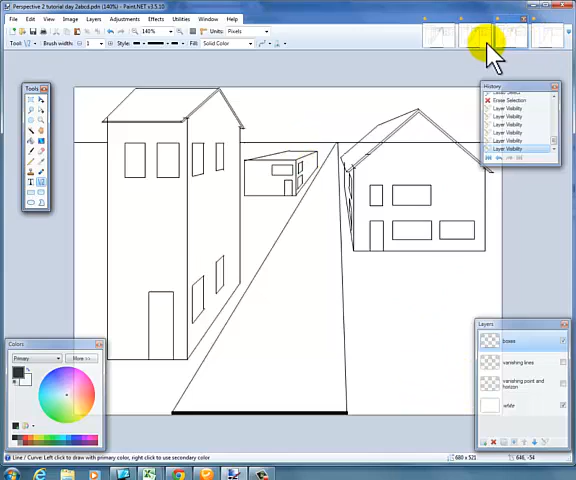 Perspective 2 tutorial day 2abcd.pdn (140%) - Paint.NET v3.5.10
File Edit View Image Layers Adjustments Effects Utilities Window Help
140% Units: Pixels
Tool: Brush width: 1 Style: Fill: Solid Color
Tools
History
Erase Selection
Layer Visibility
Layer Visibility
Layer Visibility
Layer Visibility
Layer Visibility
Layer Visibility
Colors
Primary More >>
Layers
boxes
vanishing lines
vanishing point and
horizon
white
Line / Curve: Left click to draw with primary color, right click to use secondary color
680 x 521
646, -54